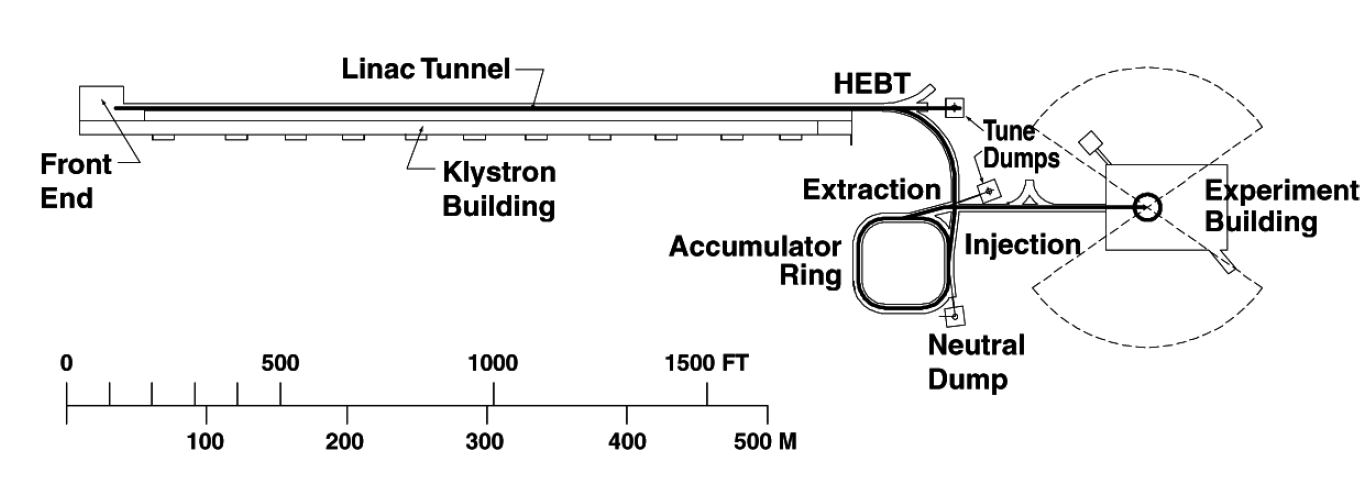 Linac Tunnel
HEBT
Tune
Dumps
Front
End
Klystron
Building
Extraction
Experiment
Building
Accumulator
Ring
Injection
Neutral
Dump
0 500 1000 1500 FT
100 200 300 400 500 M